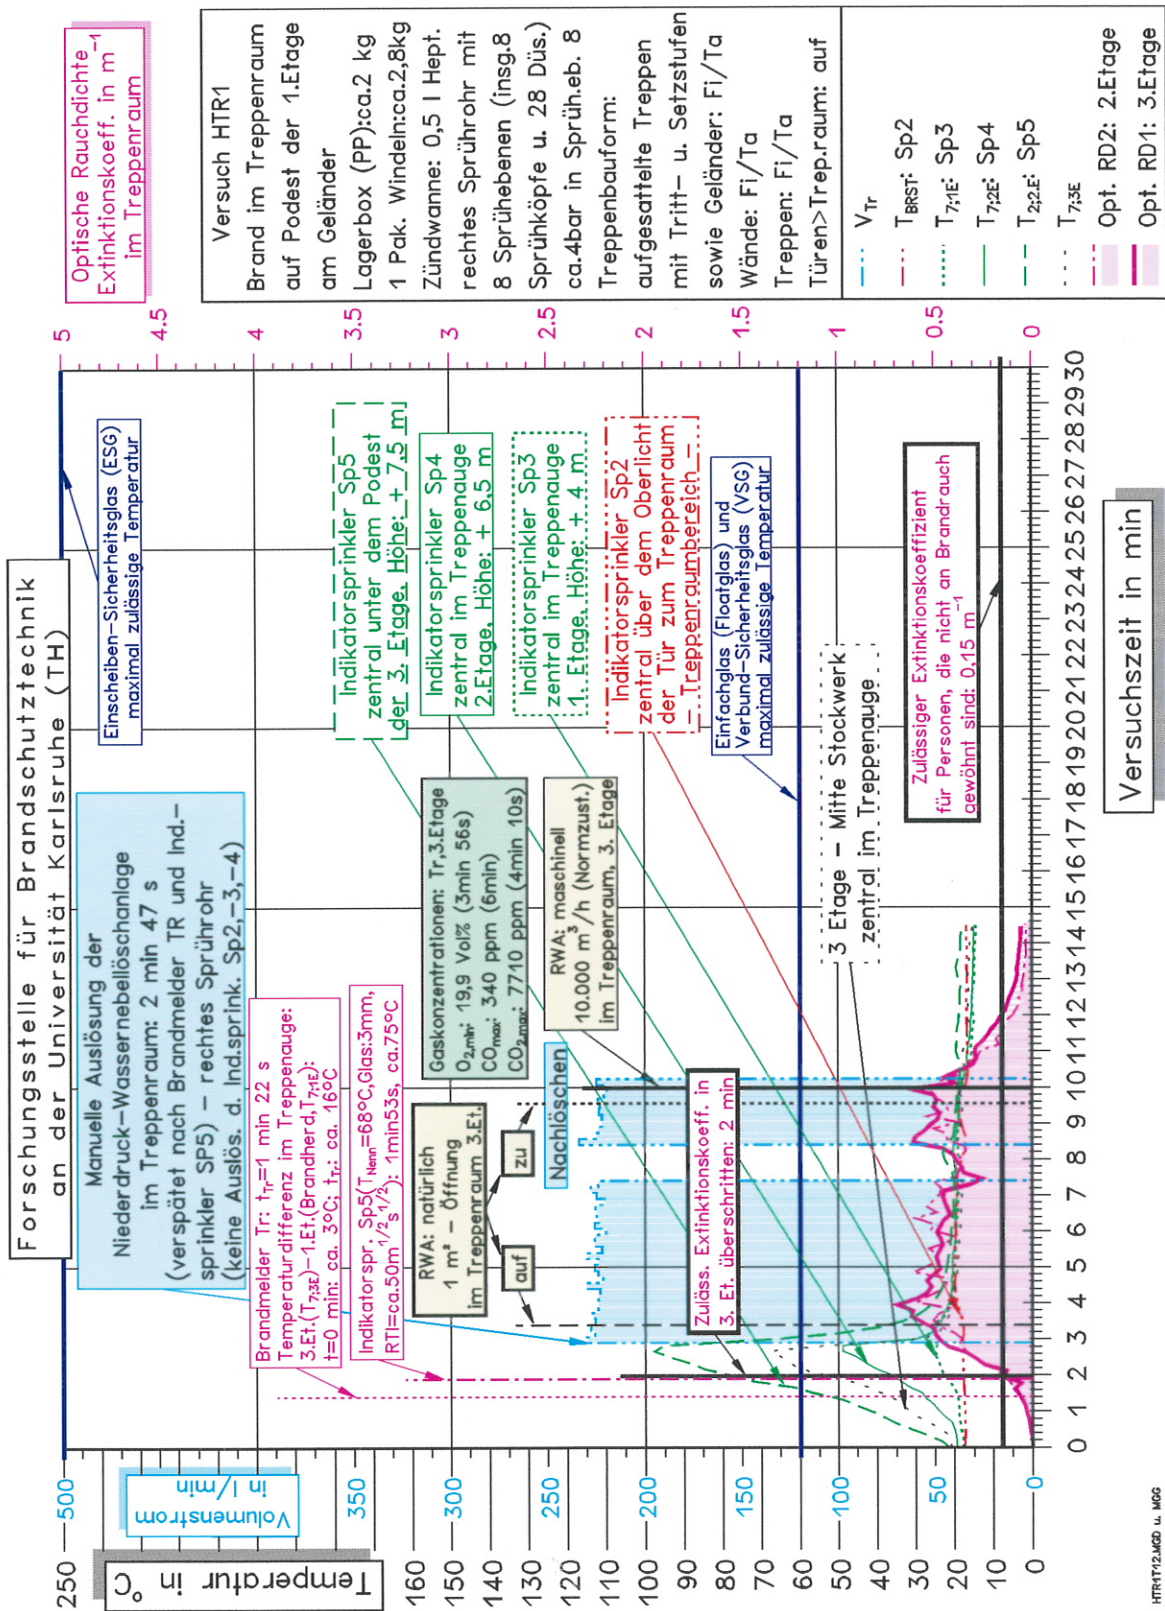 Forschungsstelle für Brandschutztechnik
an der Universität Karlsruhe (TH)
Optische Rauchdichte-
Extinktionskoeff. in m⁻¹
im Treppenraum
Manuelle Auslösung der
Niederdruck-Wassernebellöschanlage
im Treppenraum: 2 min 47 s
(verspätet nach Brandmelder TR und Ind.-
sprinkler SP5) - rechtes Sprührohr
(keine Auslös. d. Ind.sprink. Sp2,-3,-4)
Einscheiben-Sicherheitsglas (ESG)
maximal zulässige Temperatur
Brandmelder Tr: t_Tr=1 min 22 s
Temperaturdifferenz im Treppenauge:
3.Et.(T_7;3E)-1.Et.(Brandherd,T_7;1E):
t=0 min: ca. 3°C; t_Tr: ca. 16°C
Indikatorspr. Sp5(T_Nenn=68°C,Glas:3mm,
RTI=ca.50m^1/2 s^1/2): 1min53s, ca.75°C
RWA: natürlich
1 m² - Öffnung
im Treppenraum 3.Et.
auf
zu
Nachlöschen
Gaskonzentrationen: Tr,3.Etage
O_2min: 19,9 Vol% (3min 56s)
CO_max: 340 ppm (6min)
CO_2max: 7710 ppm (4min 10s)
RWA: maschinell
10.000 m³/h (Normzust.)
im Treppenraum, 3. Etage
Indikatorsprinkler Sp5
zentral unter dem Podest
der 3. Etage, Höhe: + 7,5 m
Indikatorsprinkler Sp4
zentral im Treppenauge
2.Etage, Höhe: + 6,5 m
Indikatorsprinkler Sp3
zentral im Treppenauge
1. Etage, Höhe: + 4 m
Indikatorsprinkler Sp2
zentral über dem Oberlicht
der Tür zum Treppenraum
- Treppenraumbereich -
Einfachglas (Floatglas) und
Verbund-Sicherheitsglas (VSG)
maximal zulässige Temperatur
Zuläss. Extinktionskoeff. in
3. Et. überschritten: 2 min
3 Etage - Mitte Stockwerk
zentral im Treppenauge
Zulässiger Extinktionskoeffizient
für Personen, die nicht an Brandrauch
gewöhnt sind: 0,15 m⁻¹
Temperatur in °C
250
200
190
180
170
160
150
140
130
120
110
100
90
80
70
60
50
40
30
20
10
0
Volumenstrom
in l/min
500
350
300
250
200
150
100
50
0
5
4.5
4
3.5
3
2.5
2
1.5
1
0.5
0
0 1 2 3 4 5 6 7 8 9 10 11 12 13 14 15 16 17 18 19 20 21 22 23 24 25 26 27 28 29 30
Versuchszeit in min
Versuch HTR1
Brand im Treppenraum
auf Podest der 1.Etage
am Geländer
Lagerbox (PP):ca.2 kg
1 Pak. Windeln:ca.2,8kg
Zündwanne: 0,5 l Hept.
rechtes Sprührohr mit
8 Sprühebenen (insg.8
Sprühköpfe u. 28 Düs.)
ca.4bar in Sprüh.eb. 8
Treppenbauform:
aufgesattelte Treppen
mit Tritt- u. Setzstufen
sowie Geländer: Fi/Ta
Wände: Fi/Ta
Treppen: Fi/Ta
Türen>Trep.raum: auf
V_Tr
T_BRST: Sp2
T_7;1E: Sp3
T_7;2E: Sp4
T_2;2.E: Sp5
T_7;3E
Opt. RD2: 2.Etage
Opt. RD1: 3.Etage
HTR1T12.MGD u. MGG